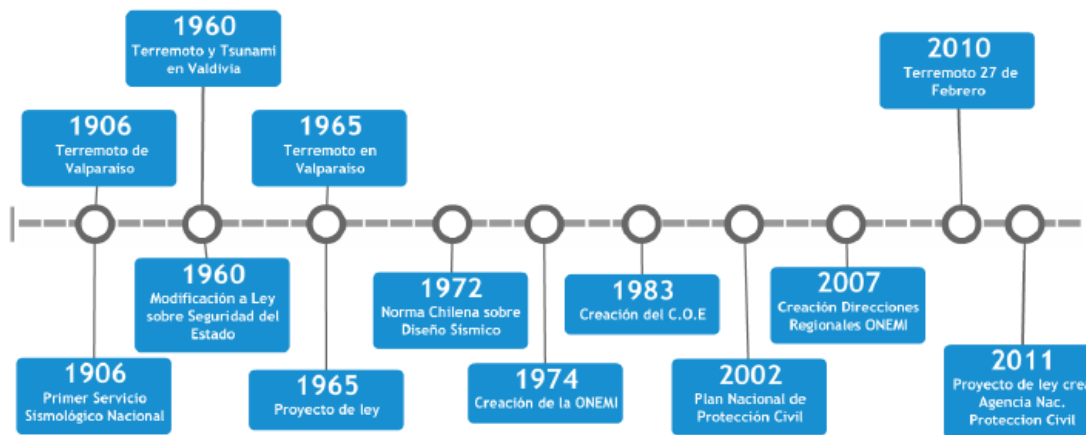 1906
Terremoto de
Valparaíso
1960
Terremoto y Tsunami
en Valdivia
1965
Terremoto en
Valparaíso
2010
Terremoto 27 de
Febrero
1906
Primer Servicio
Sismológico Nacional
1960
Modificación a Ley
sobre Seguridad del
Estado
1965
Proyecto de ley
1972
Norma Chilena sobre
Diseño Sísmico
1974
Creación de la ONEMI
1983
Creación del C.O.E
2002
Plan Nacional de
Protección Civil
2007
Creación Direcciones
Regionales ONEMI
2011
Proyecto de ley crea
Agencia Nac.
Proteccion Civil